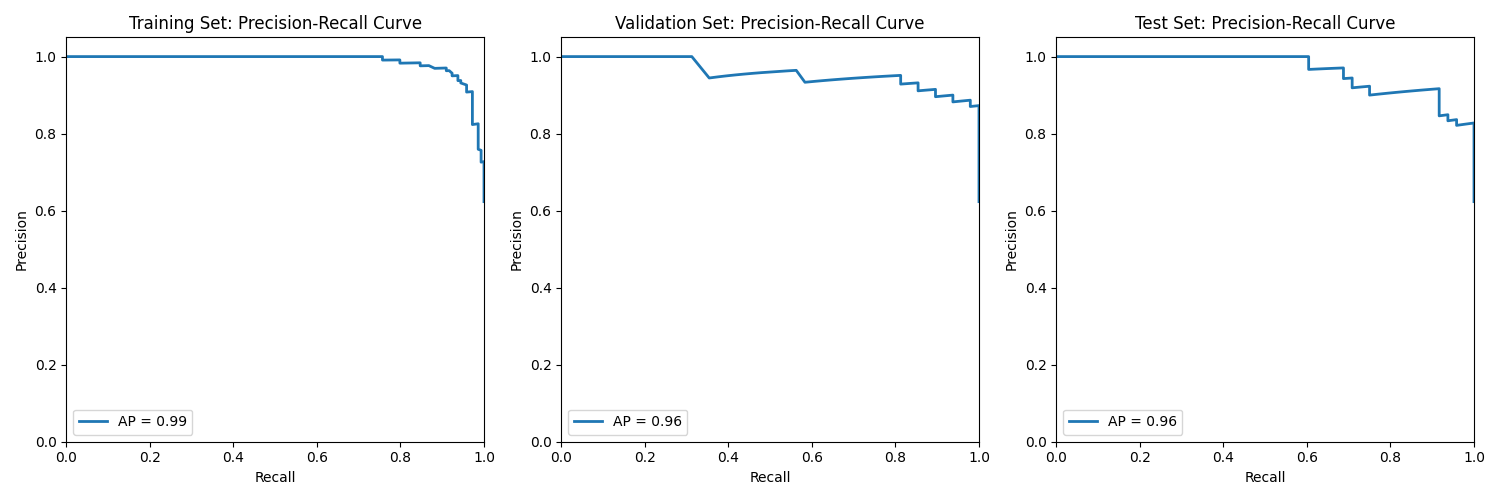 Training Set: Precision-Recall Curve
1.0
0.8
0.6
0.4
0.2
0.0
Precision
AP = 0.99
0.0 0.2 0.4 0.6 0.8 1.0
Recall
Validation Set: Precision-Recall Curve
1.0
0.8
0.6
0.4
0.2
0.0
Precision
AP = 0.96
0.0 0.2 0.4 0.6 0.8 1.0
Recall
Test Set: Precision-Recall Curve
1.0
0.8
0.6
0.4
0.2
0.0
Precision
AP = 0.96
0.0 0.2 0.4 0.6 0.8 1.0
Recall